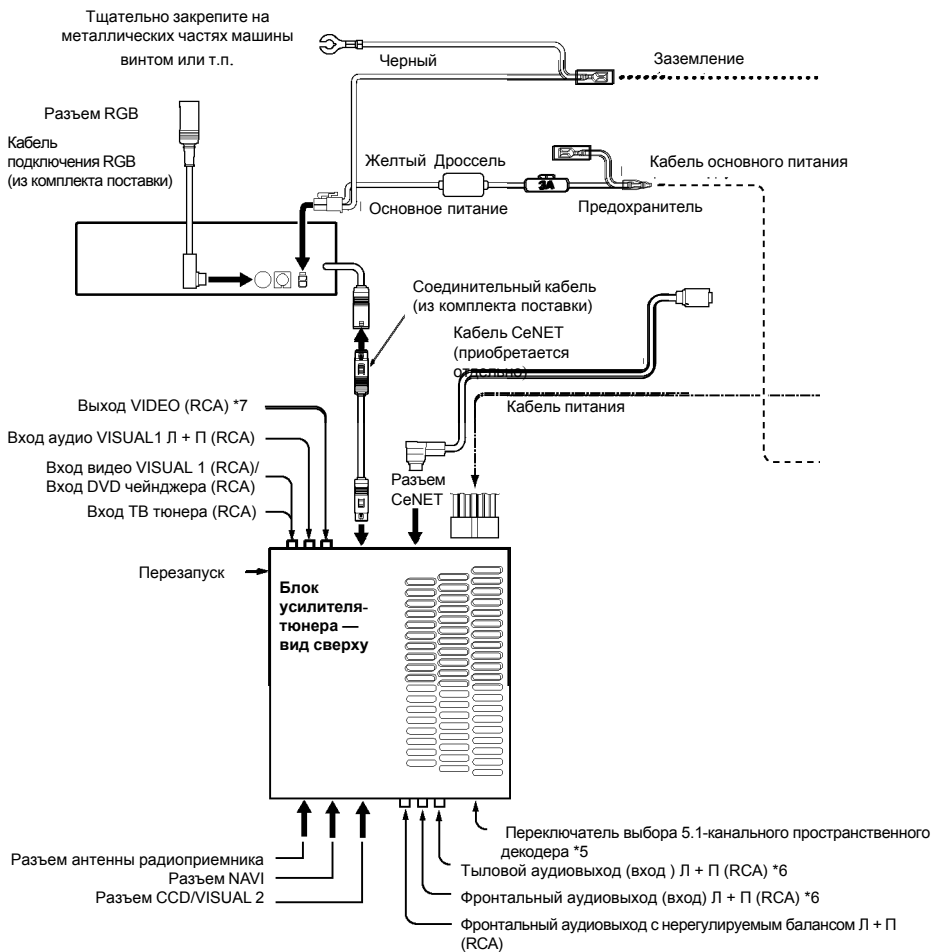 Тщательно закрепите на
металлических частях машины
винтом или т.п.
Черный
Заземление
Разъем RGB
Кабель
подключения RGB
(из комплекта поставки)
Желтый Дроссель
Кабель основного питания
3A
Основное питание
Предохранитель
Соединительный кабель
(из комплекта поставки)
Кабель CeNET
(приобретается
отдельно)
Кабель питания
Выход VIDEO (RCA) *7
Вход аудио VISUAL1 Л + П (RCA)
Вход видео VISUAL 1 (RCA)/
Вход DVD чейнджера (RCA)
Вход ТВ тюнера (RCA)
Разъем
CeNET
Перезапуск
Блок
усилителя-
тюнера —
вид сверху
Переключатель выбора 5.1-канального пространственного
декодера *5
Разъем антенны радиоприемника
Тыловой аудиовыход (вход ) Л + П (RCA) *6
Разъем NAVI
Разъем CCD/VISUAL 2
Фронтальный аудиовыход (вход) Л + П (RCA) *6
Фронтальный аудиовыход с нерегулируемым балансом Л + П
(RCA)